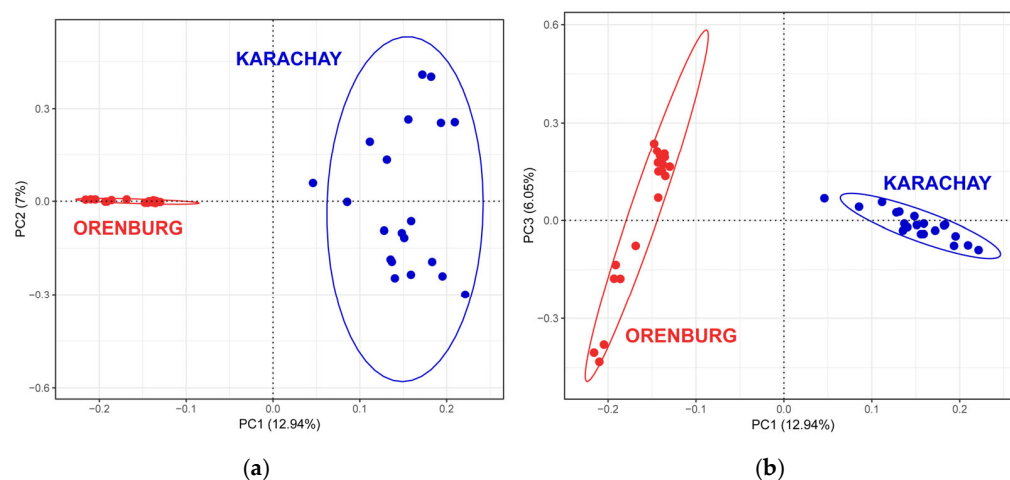 KARACHAY
ORENBURG
PC2 (7%)
0.3
0.0
−0.3
−0.6
−0.2
−0.1
0.0
0.1
0.2
PC1 (12.94%)
(a)
KARACHAY
ORENBURG
PC3 (6.05%)
0.6
0.3
0.0
−0.3
−0.2
−0.1
0.0
0.1
0.2
PC1 (12.94%)
(b)